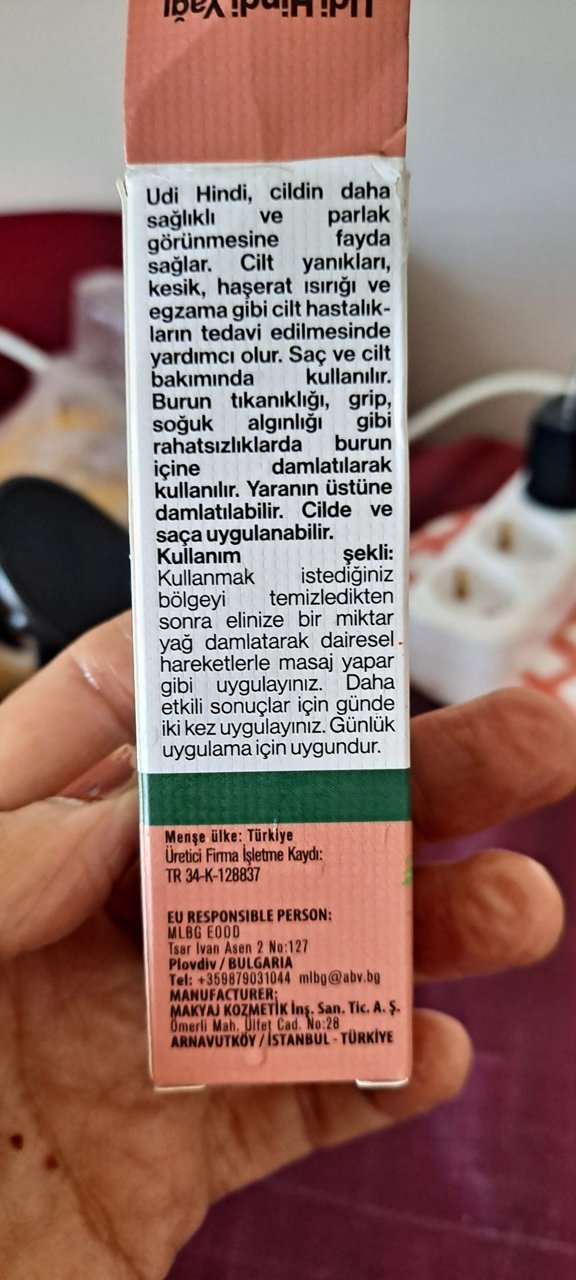 Udi Hindi Yağı
Udi Hindi, cildin daha
sağlıklı ve parlak
görünmesine fayda
sağlar. Cilt yanıkları,
kesik, haşerat ısırığı ve
egzama gibi cilt hastalık-
ların tedavi edilmesinde
yardımcı olur. Saç ve cilt
bakımında kullanılır.
Burun tıkanıklığı, grip,
soğuk algınlığı gibi
rahatsızlıklarda burun
içine damlatılarak
kullanılır. Yaranın üstüne
damlatılabilir. Cilde ve
saça uygulanabilir.
Kullanım şekli:
Kullanmak istediğiniz
bölgeyi temizledikten
sonra elinize bir miktar
yağ damlatarak dairesel
hareketlerle masaj yapar
gibi uygulayınız. Daha
etkili sonuçlar için günde
iki kez uygulayınız. Günlük
uygulama için uygundur.
Menşe ülke: Türkiye
Üretici Firma İşletme Kaydı:
TR 34-K-128837
EU RESPONSIBLE PERSON:
MLBG EOOD
Tsar Ivan Asen 2 No:127
Plovdiv / BULGARIA
Tel: +359879031044 mlbg@abv.bg
MANUFACTURER:
MAKYAJ KOZMETİK İnş. San. Tic. A. Ş.
Ömerli Mah. Ülfet Cad. No:28
ARNAVUTKÖY / İSTANBUL - TÜRKİYE